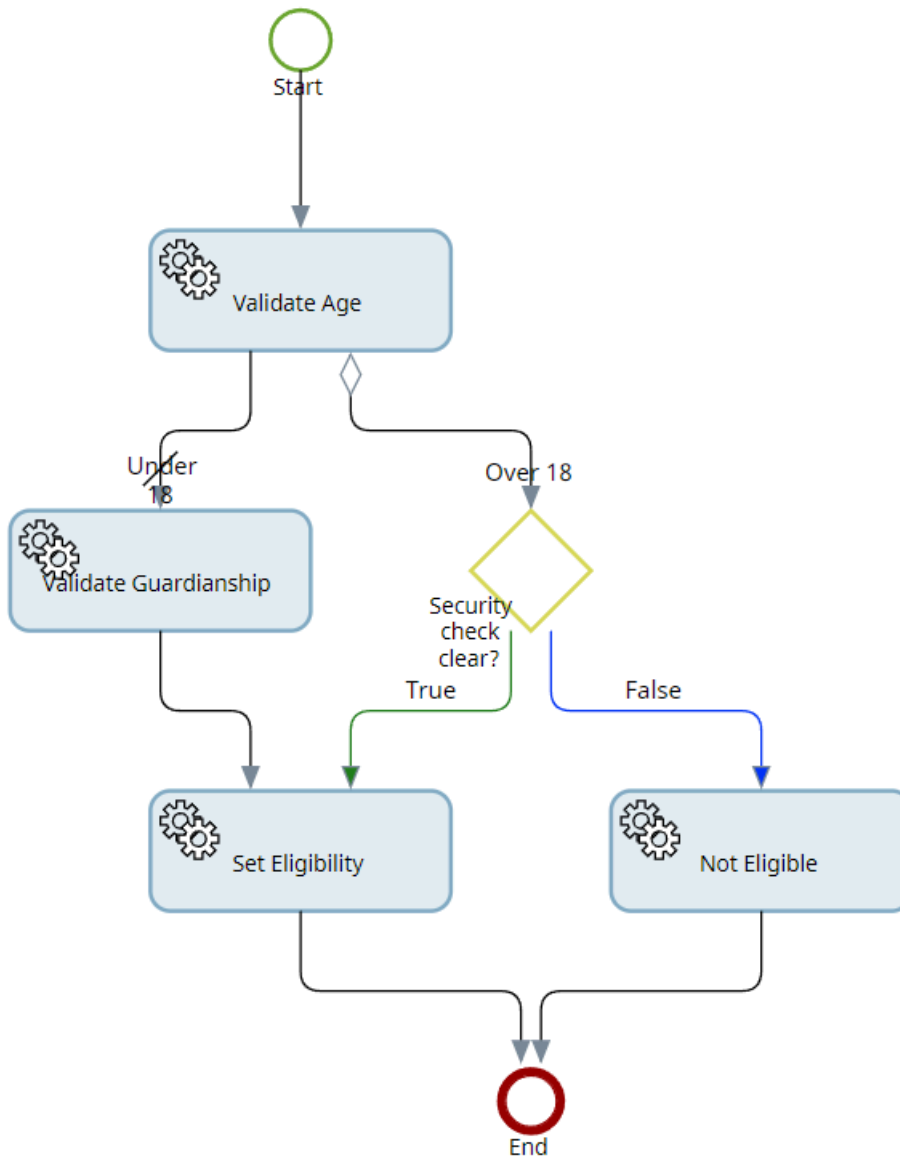 Start
Validate Age
Under
18
Over 18
Validate Guardianship
Security
check
clear?
True
False
Set Eligibility
Not Eligible
End